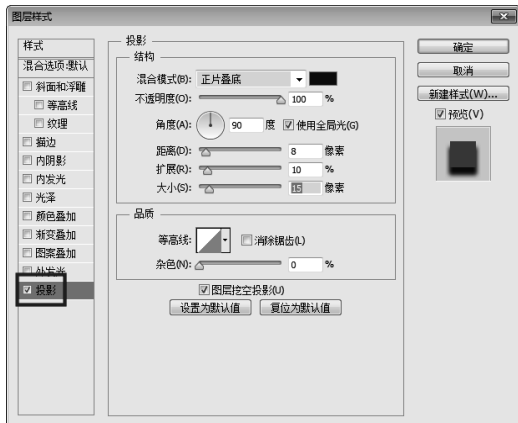 图层样式
样式
混合选项:默认
斜面和浮雕
等高线
纹理
描边
内阴影
内发光
光泽
颜色叠加
渐变叠加
图案叠加
外发光
投影
投影
结构
混合模式(B): 正片叠底
不透明度(O): 100 %
角度(A): 90 度 使用全局光(G)
距离(D): 8 像素
扩展(R): 10 %
大小(S): 15 像素
品质
等高线: 消除锯齿(L)
杂色(N): 0 %
图层挖空投影(U)
设置为默认值 复位为默认值
确定
取消
新建样式(W)...
预览(V)